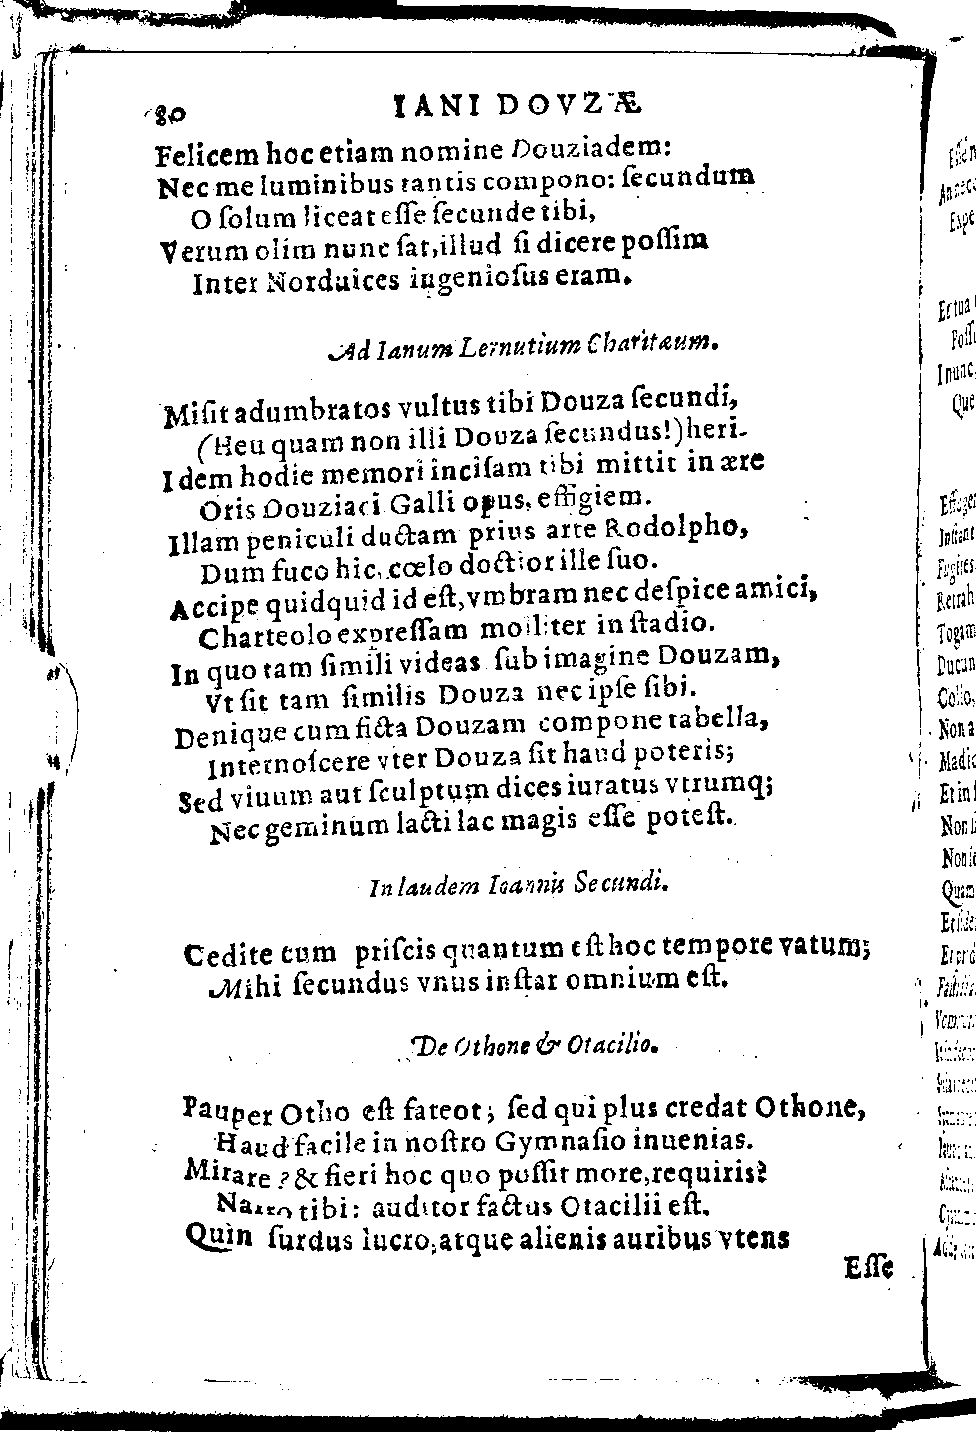 80 IANI DOVZÆ
Felicem hoc etiam nomine Douziadem:
Nec me luminibus tantis compono: ſecundum
O ſolum liceat eſſe ſecunde tibi,
Verum olim nunc ſat, illud ſi dicere poſſim
Inter Norduices ingenioſus eram.
Ad Ianum Lernutium Charitæum.
Miſit adumbratos vultus tibi Douza ſecundi,
(Heu quam non illi Douza ſecundus!) heri.
Idem hodie memori inciſam tibi mittit in ære
Oris Douziaci Galli opus, effigiem.
Illam peniculi ductam prius arte Rodolpho,
Dum fuco hic, cœlo doctior ille ſuo.
Accipe quidquid id eſt, vmbram nec deſpice amici,
Charteolo expreſſam molliter in ſtadio.
In quo tam ſimili videas ſub imagine Douzam,
Vt ſit tam ſimilis Douza nec ipſe ſibi.
Denique cum ficta Douzam compone tabella,
Internoſcere vter Douza ſit haud poteris;
Sed viuum aut ſculptum dices iuratus vtrumq;
Nec geminum lacti lac magis eſſe poteſt.
In laudem Ioannis Secundi.
Cedite cum priſcis quantum eſt hoc tempore vatum;
Mihi ſecundus vnus inſtar omnium eſt.
De Othone & Otacilio.
Pauper Otho eſt fateor; ſed qui plus credat Othone,
Haud facile in noſtro Gymnaſio inuenias.
Mirare? & fieri hoc quo poſſit more, requiris?
Narro tibi: auditor factus Otacilii eſt.
Quin ſurdus lucro, atque alienis auribus vtens
Eſſe